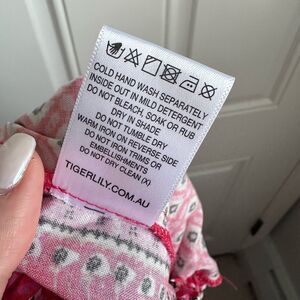 COLD HAND WASH SEPARATELY
INSIDE OUT IN MILD DETERGENT
DO NOT BLEACH, SOAK OR RUB
DRY IN SHADE
DO NOT TUMBLE DRY
WARM IRON ON REVERSE SIDE
DO NOT IRON TRIMS OR
EMBELLISHMENTS
DO NOT DRY CLEAN (X)
TIGERLILY.COM.AU